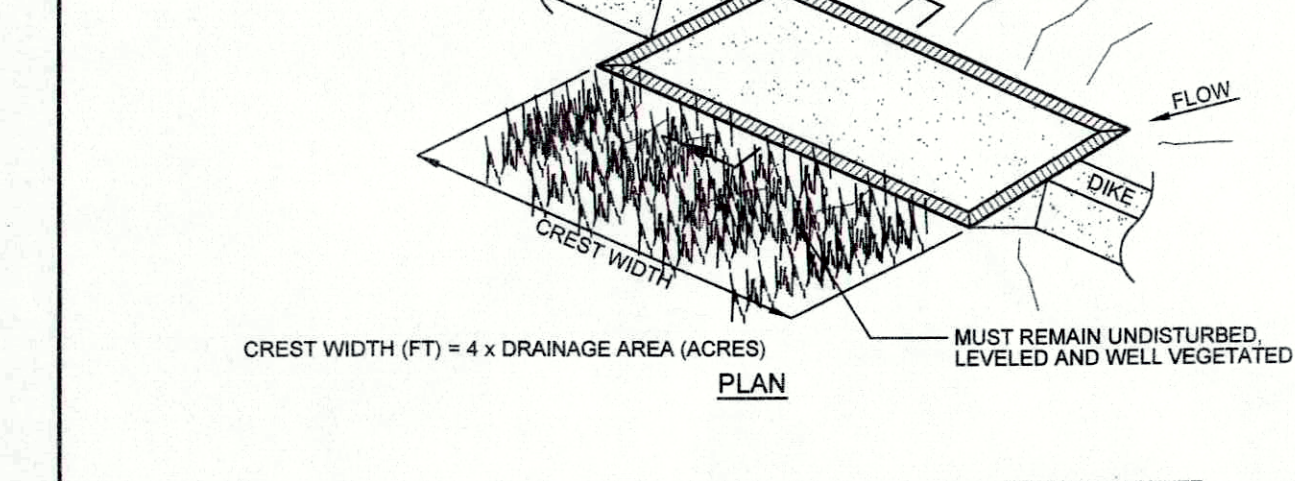 FLOW
DIKE
CREST WIDTH
MUST REMAIN UNDISTURBED,
LEVELED AND WELL VEGETATED
CREST WIDTH (FT) = 4 x DRAINAGE AREA (ACRES)
PLAN